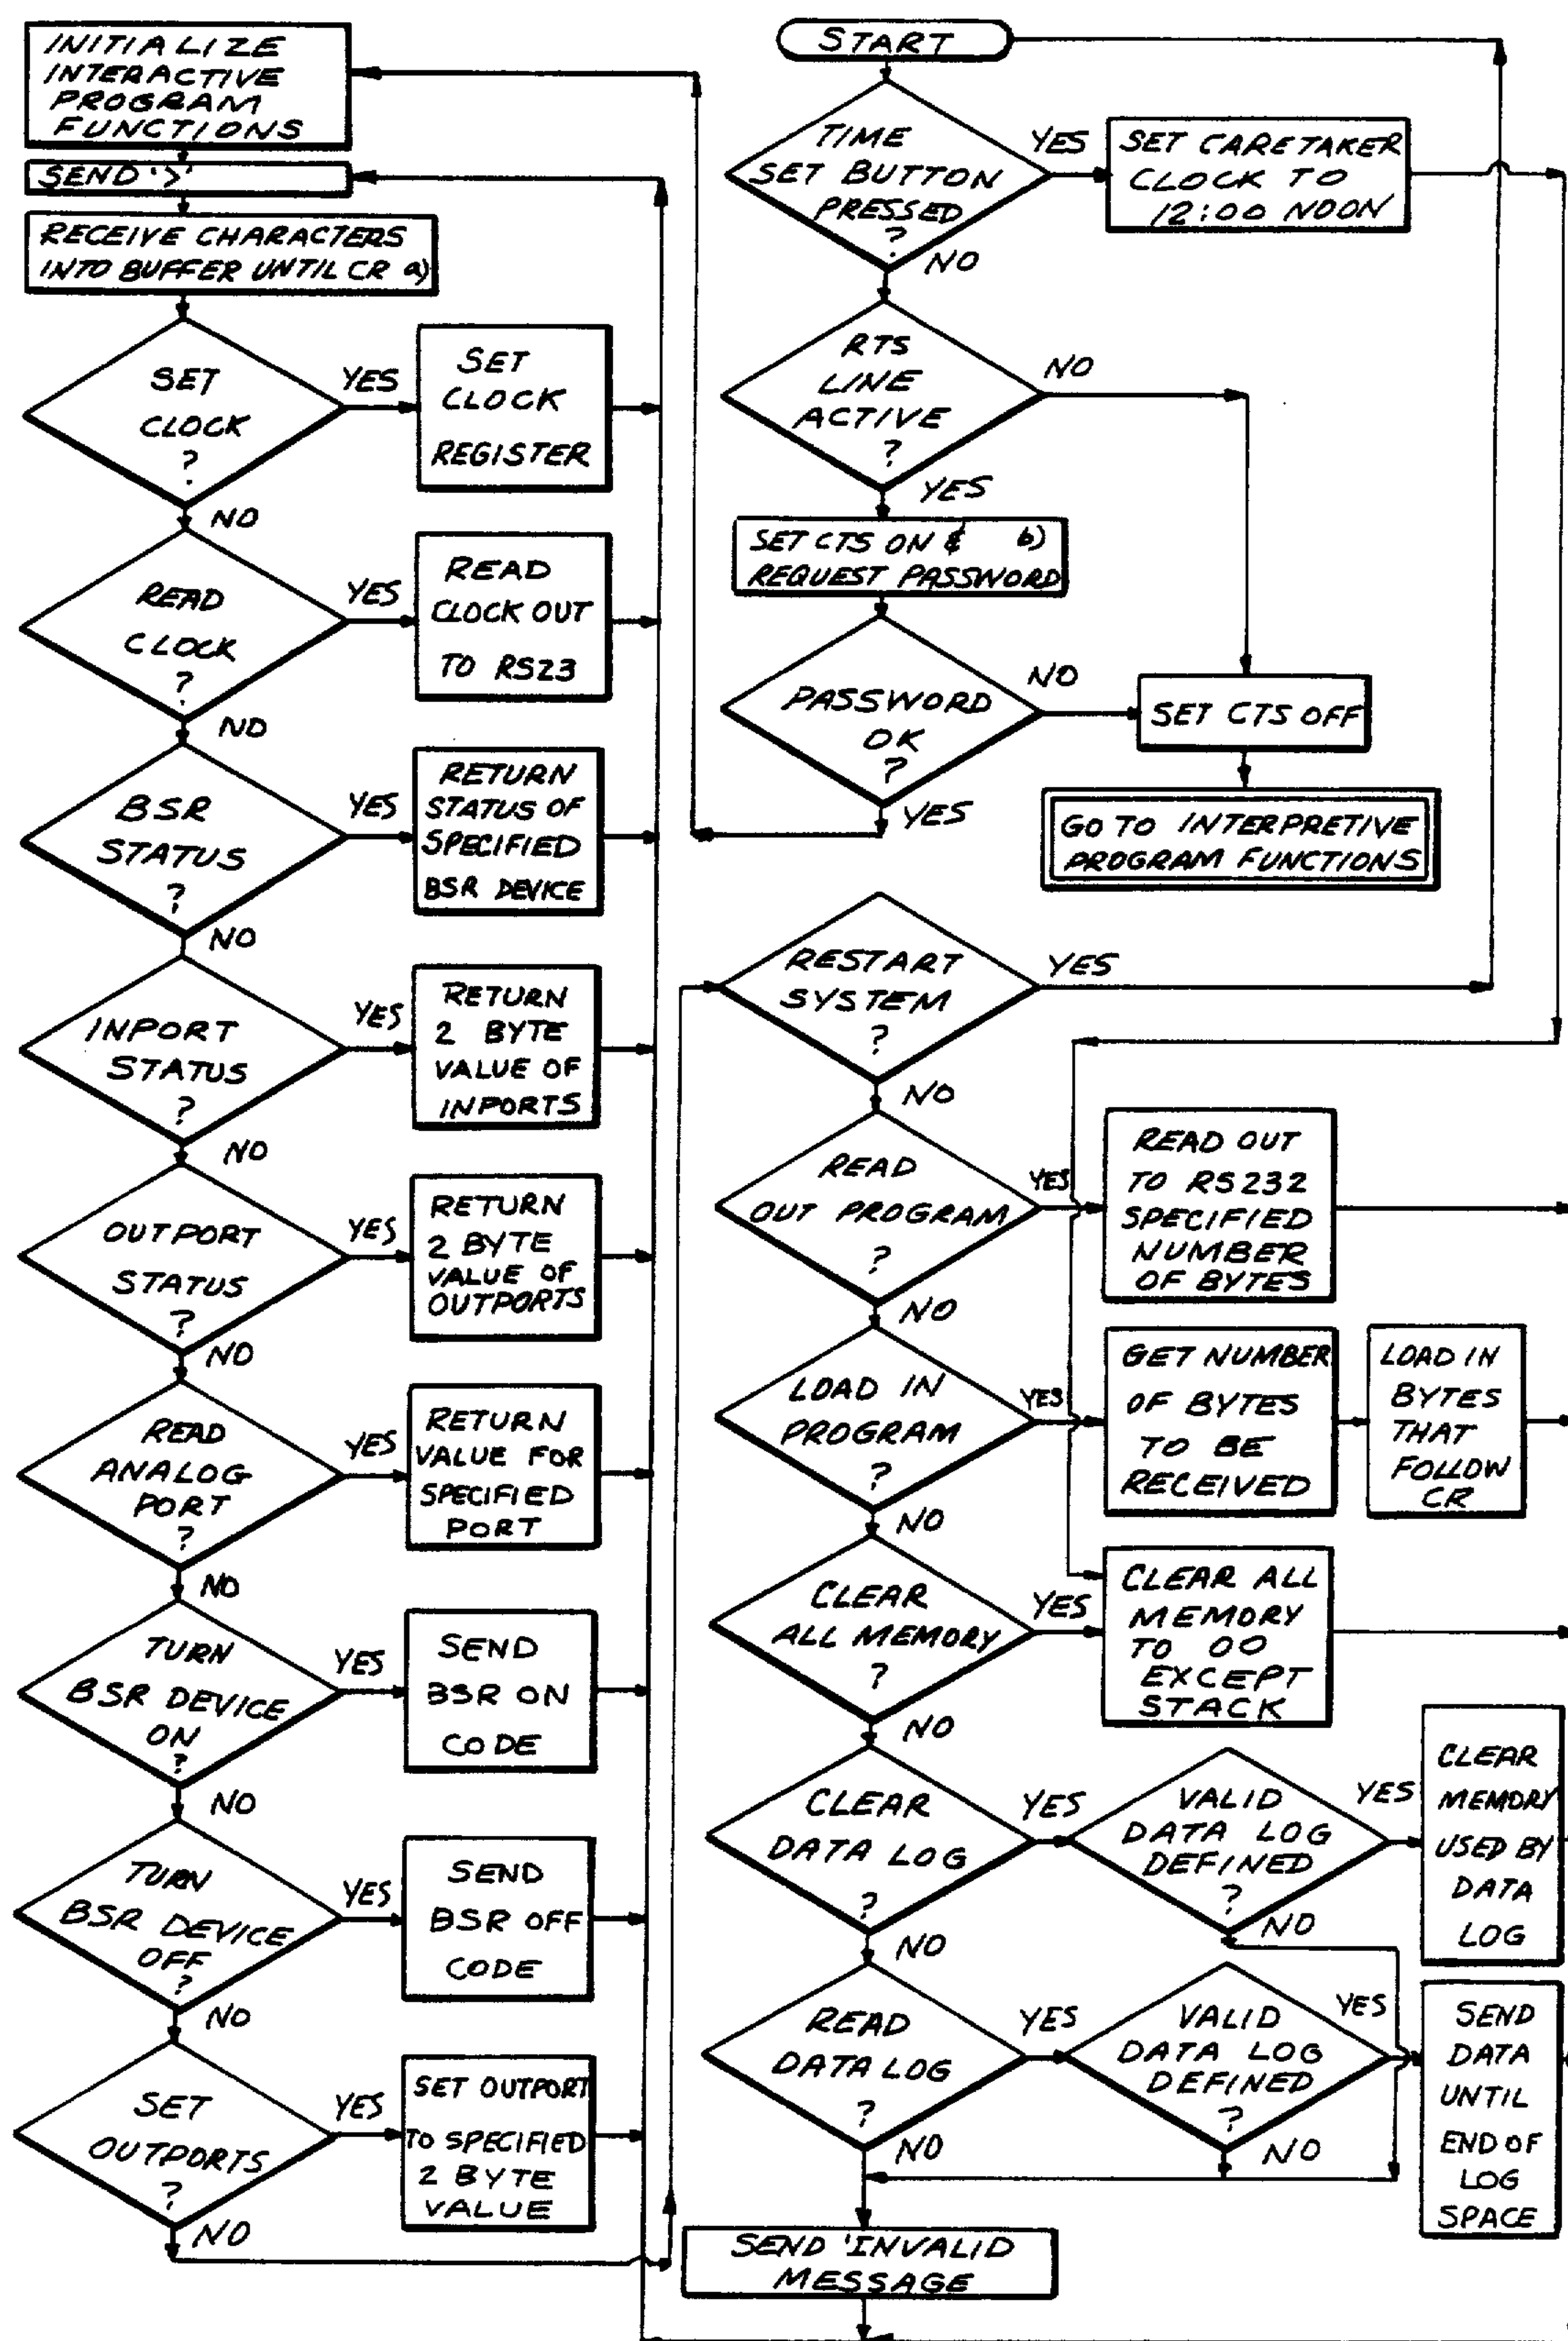 INITIALIZE
INTERACTIVE
PROGRAM
FUNCTIONS
SEND '>'
RECEIVE CHARACTERS
INTO BUFFER UNTIL CR a)
SET
CLOCK
?
YES
SET
CLOCK
REGISTER
NO
READ
CLOCK
?
YES
READ
CLOCK OUT
TO RS23
NO
BSR
STATUS
?
YES
RETURN
STATUS OF
SPECIFIED
BSR DEVICE
NO
INPORT
STATUS
?
YES
RETURN
2 BYTE
VALUE OF
INPORTS
NO
OUTPORT
STATUS
?
YES
RETURN
2 BYTE
VALUE OF
OUTPORTS
NO
READ
ANALOG
PORT
?
YES
RETURN
VALUE FOR
SPECIFIED
PORT
NO
TURN
BSR DEVICE
ON
?
YES
SEND
BSR ON
CODE
NO
TURN
BSR DEVICE
OFF
?
YES
SEND
BSR OFF
CODE
NO
SET
OUTPORTS
?
YES
SET OUTPORT
TO SPECIFIED
2 BYTE
VALUE
NO
START
TIME
SET BUTTON
PRESSED
?
YES
SET CARETAKER
CLOCK TO
12:00 NOON
NO
RTS
LINE
ACTIVE
?
NO
YES
SET CTS ON & b)
REQUEST PASSWORD
PASSWORD
OK
?
NO
SET CTS OFF
YES
GO TO INTERPRETIVE
PROGRAM FUNCTIONS
RESTART
SYSTEM
?
YES
NO
READ
OUT PROGRAM
?
YES
READ OUT
TO RS232
SPECIFIED
NUMBER
OF BYTES
NO
LOAD IN
PROGRAM
?
YES
GET NUMBER
OF BYTES
TO BE
RECEIVED
LOAD IN
BYTES
THAT
FOLLOW
CR
NO
CLEAR
ALL MEMORY
?
YES
CLEAR ALL
MEMORY
TO 00
EXCEPT
STACK
NO
CLEAR
DATA LOG
?
YES
VALID
DATA LOG
DEFINED
?
YES
CLEAR
MEMORY
USED BY
DATA
LOG
NO
NO
READ
DATA LOG
?
YES
VALID
DATA LOG
DEFINED
?
YES
SEND
DATA
UNTIL
END OF
LOG
SPACE
NO
NO
SEND 'INVALID
MESSAGE